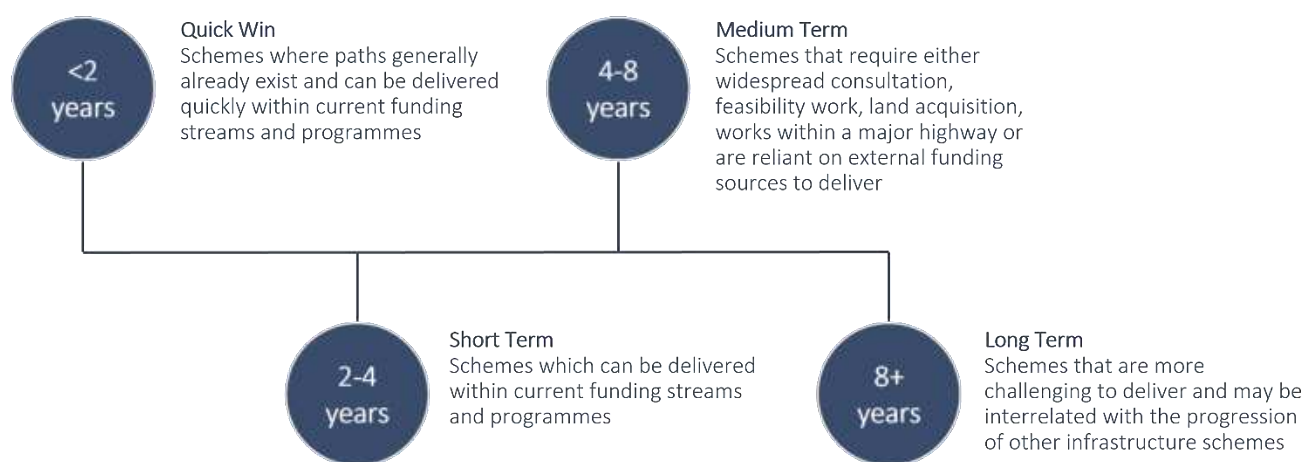 <2
years
Quick Win
Schemes where paths generally
already exist and can be delivered
quickly within current funding
streams and programmes
4-8
years
Medium Term
Schemes that require either
widespread consultation,
feasibility work, land acquisition,
works within a major highway or
are reliant on external funding
sources to deliver
2-4
years
Short Term
Schemes which can be delivered
within current funding streams
and programmes
8+
years
Long Term
Schemes that are more
challenging to deliver and may be
interrelated with the progression
of other infrastructure schemes